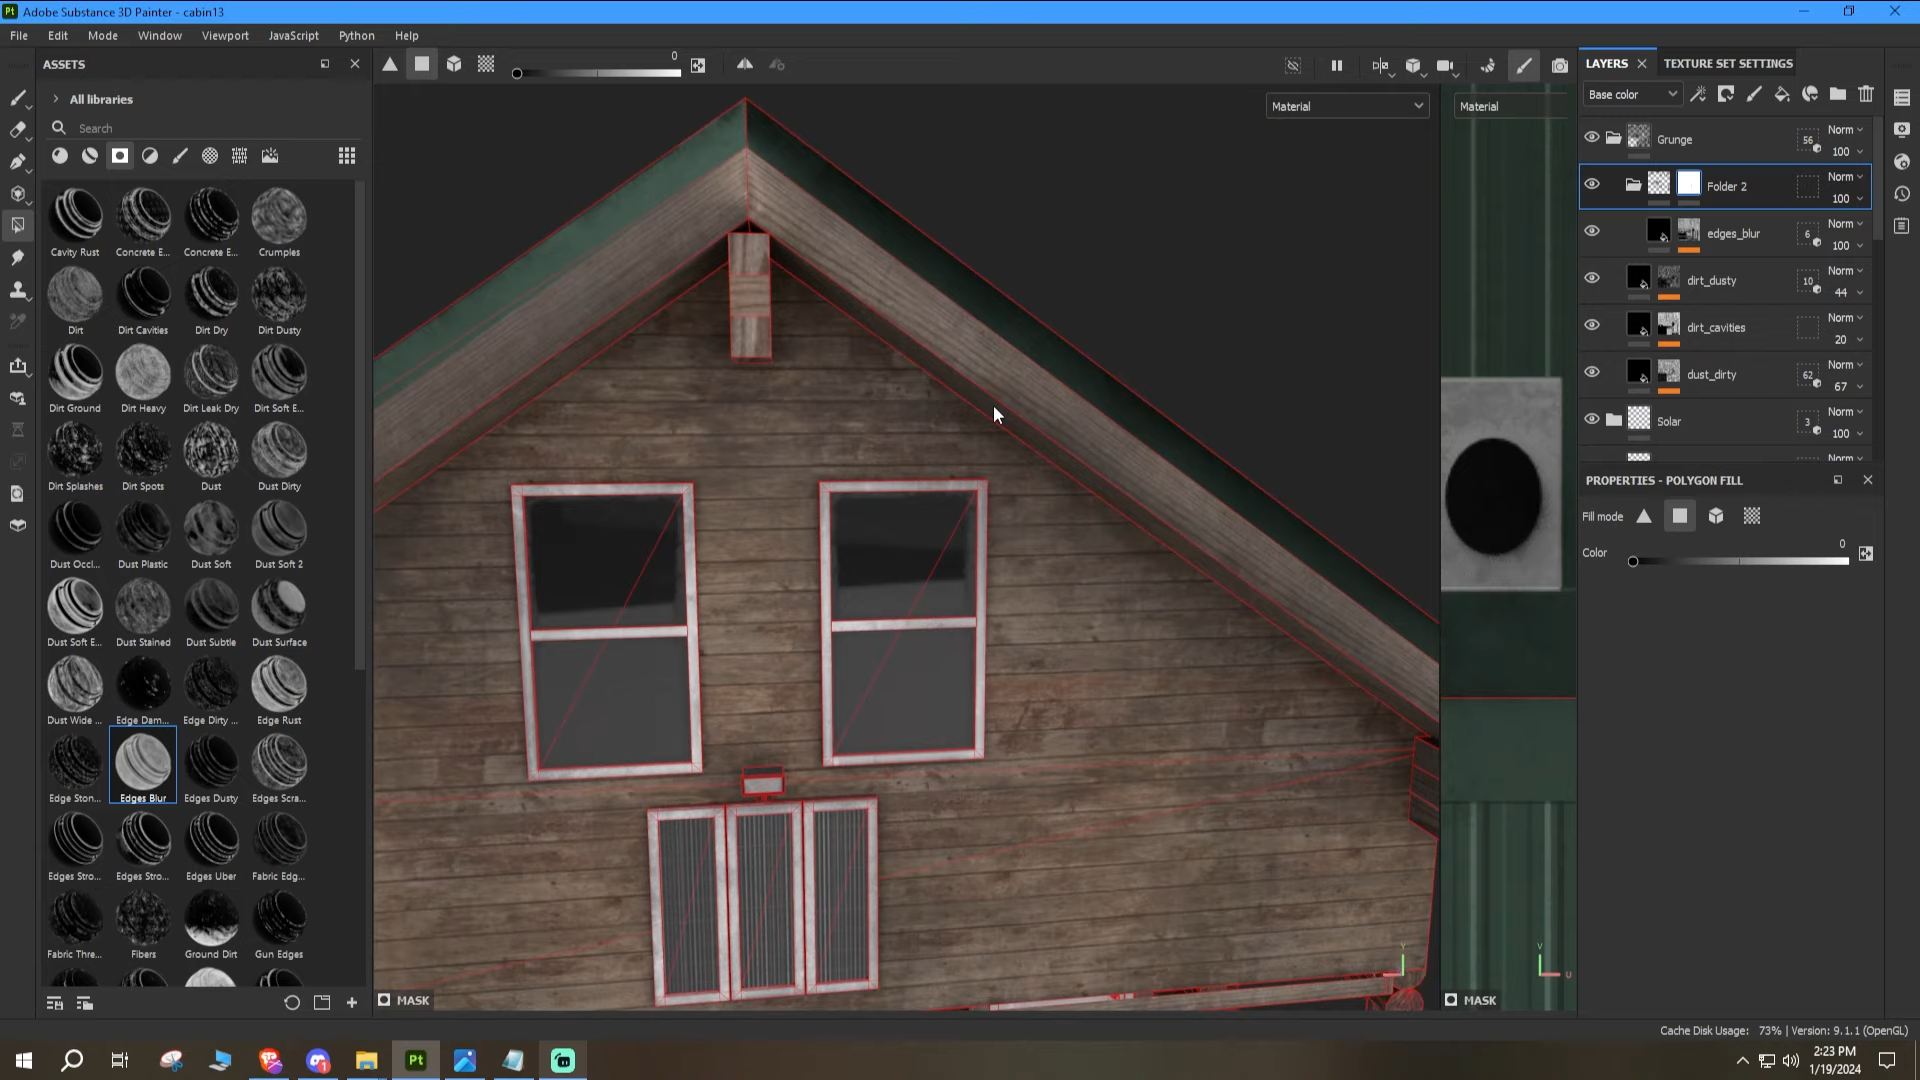 Adobe Substance 3D Painter - cabin13
File Edit Mode Window Viewport JavaScript Python Help
ASSETS
All libraries
Search
Cavity Rust Concrete E... Concrete E... Crumples
Dirt Dirt Cavities Dirt Dry Dirt Dusty
Dirt Ground Dirt Heavy Dirt Leak Dry Dirt Soft E...
Dirt Splashes Dirt Spots Dust Dust Dirty
Dust Occl... Dust Plastic Dust Soft Dust Soft 2
Dust Soft E... Dust Stained Dust Subtle Dust Surface
Dust Wide ... Edge Dam... Edge Dirty ... Edge Rust
Edge Ston... Edges Blur Edges Dusty Edges Scra...
Edges Stro... Edges Stro... Edges Uber Fabric Edg...
Fabric Thre... Fibers Ground Dirt Gun Edges
0
Material
Material
MASK
MASK
Y
V
U
LAYERS TEXTURE SET SETTINGS
Base color
Grunge 56 Norm
100
Folder 2 Norm
100
edges_blur 6 Norm
100
dirt_dusty 10 Norm
44
dirt_cavities Norm
20
dust_dirty 62 Norm
67
Solar 3 Norm
100
Norm
PROPERTIES - POLYGON FILL
Fill mode
Color 0
Cache Disk Usage: 73% | Version: 9.1.1 (OpenGL)
Pt
2:23 PM
1/19/2024